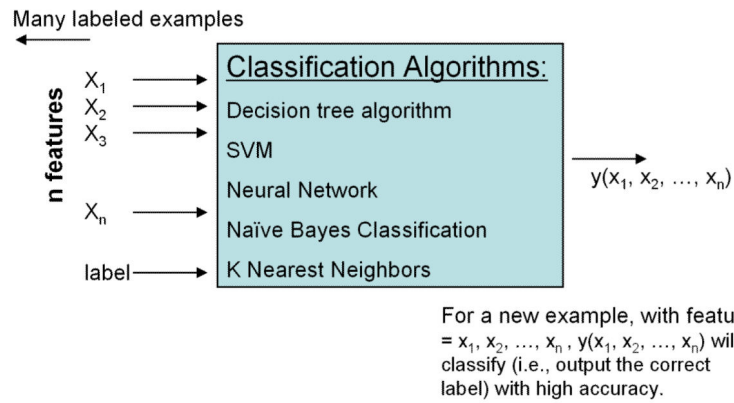 Many labeled examples
n features
X₁
X₂
X₃
Xₙ
label
Classification Algorithms:
Decision tree algorithm
SVM
Neural Network
Naïve Bayes Classification
K Nearest Neighbors
y(x₁, x₂, …, xₙ)
For a new example, with featu
= x₁, x₂, …, xₙ , y(x₁, x₂, …, xₙ) wil
classify (i.e., output the correct
label) with high accuracy.